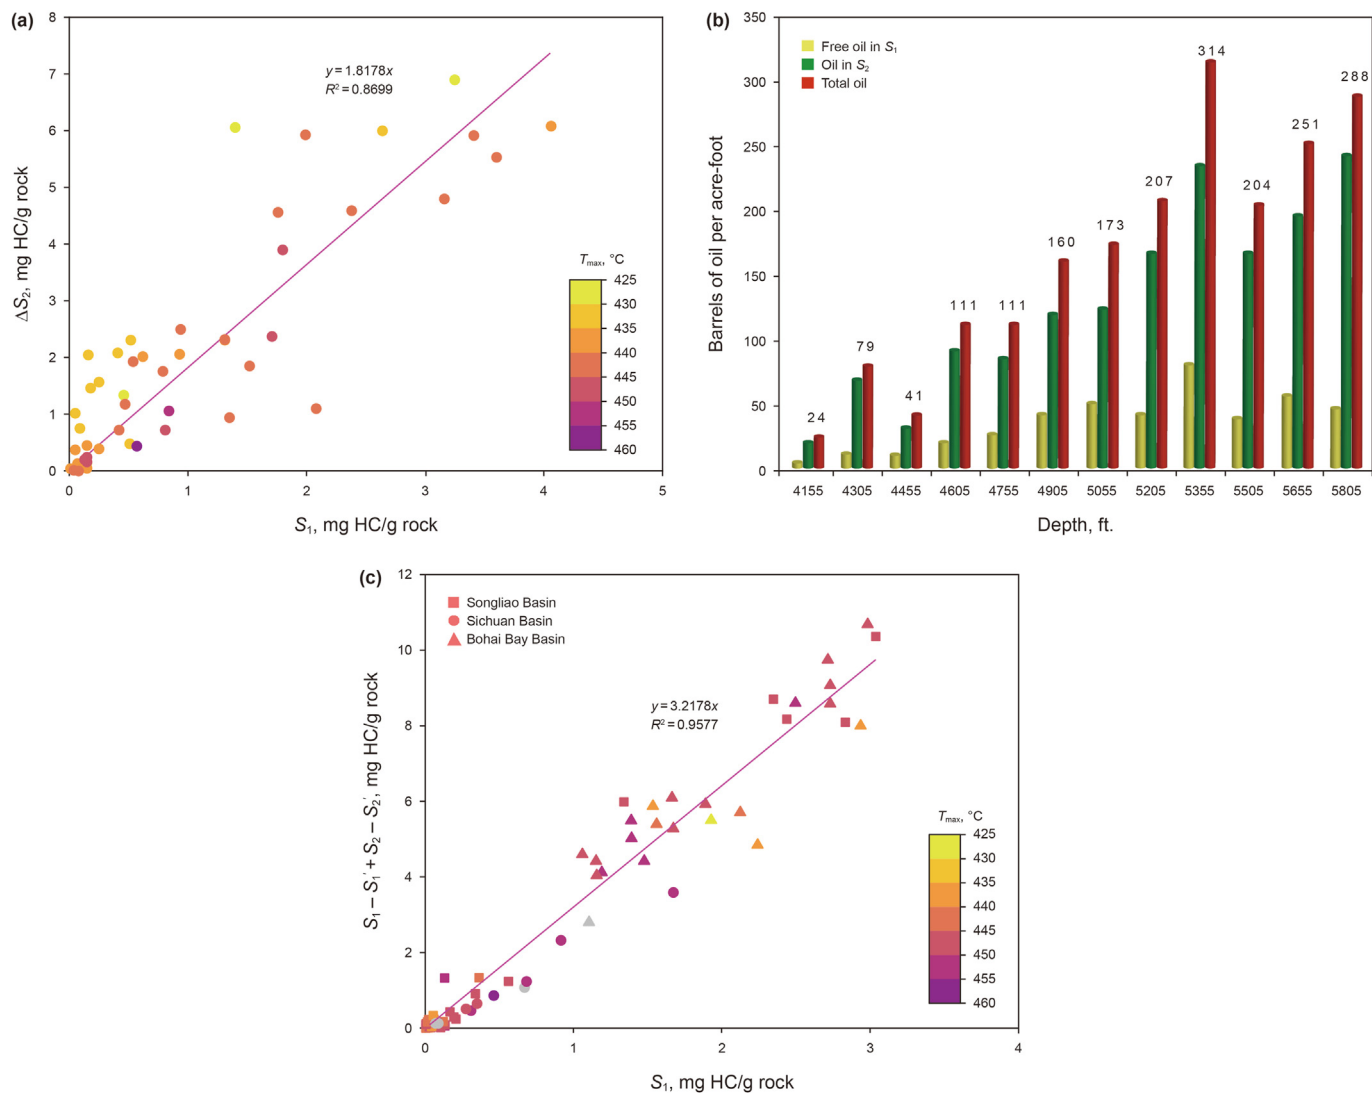 (a)
8
7
6
5
4
3
2
1
0
ΔS₂, mg HC/g rock
y = 1.8178x
R² = 0.8699
Tmax, °C
425
430
435
440
445
450
455
460
0 1 2 3 4 5
S₁, mg HC/g rock
(b)
350
300
250
200
150
100
50
0
Barrels of oil per acre-foot
Free oil in S₁
Oil in S₂
Total oil
24 79 41 111 111 160 173 207 314 204 251 288
4155 4305 4455 4605 4755 4905 5055 5205 5355 5505 5655 5805
Depth, ft.
(c)
12
10
8
6
4
2
0
S₁ – S₁' + S₂ – S₂', mg HC/g rock
Songliao Basin
Sichuan Basin
Bohai Bay Basin
y = 3.2178x
R² = 0.9577
Tmax, °C
425
430
435
440
445
450
455
460
0 1 2 3 4
S₁, mg HC/g rock